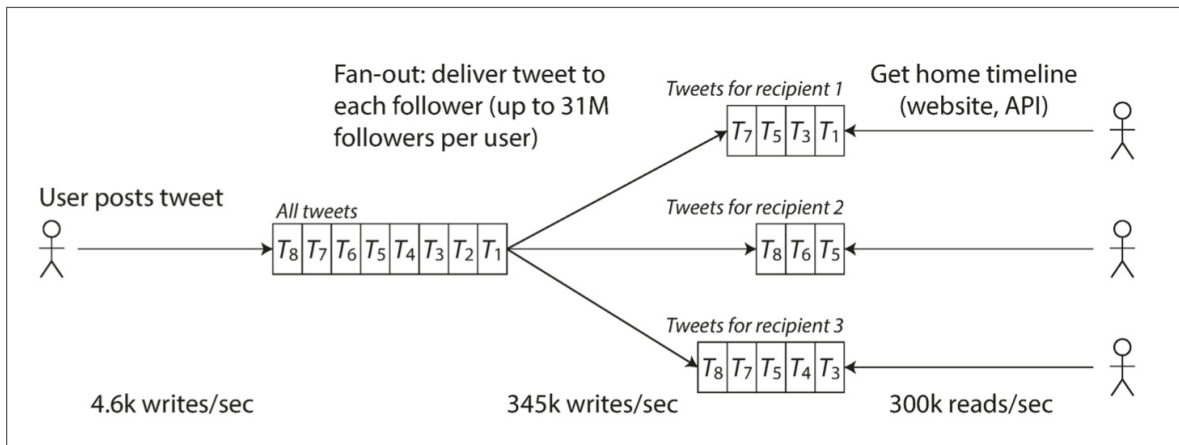 Fan-out: deliver tweet to
each follower (up to 31M
followers per user)
Tweets for recipient 1
T₇ T₅ T₃ T₁
Get home timeline
(website, API)
User posts tweet
All tweets
T₈ T₇ T₆ T₅ T₄ T₃ T₂ T₁
Tweets for recipient 2
T₈ T₆ T₅
Tweets for recipient 3
T₈ T₇ T₅ T₄ T₃
4.6k writes/sec
345k writes/sec
300k reads/sec